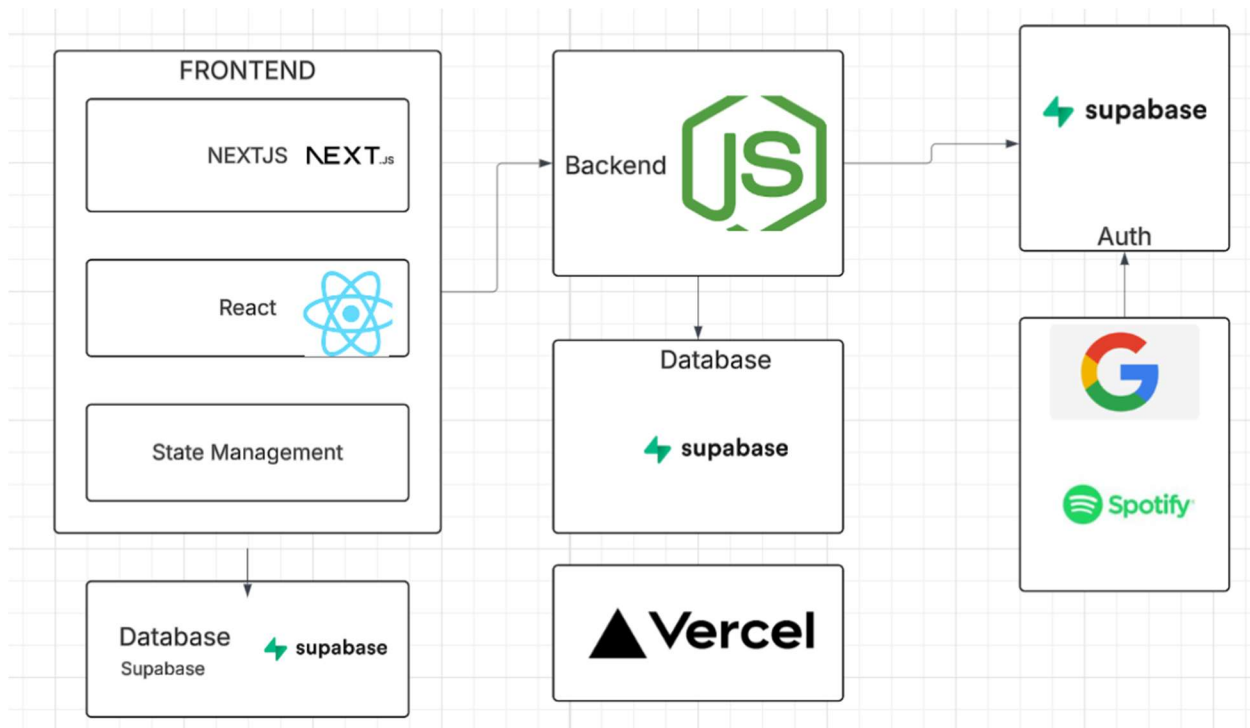 FRONTEND
NEXTJS NEXT.JS
React
State Management
Database
Supabase
supabase
Backend JS
Database
supabase
Vercel
supabase
Auth
G
Spotify